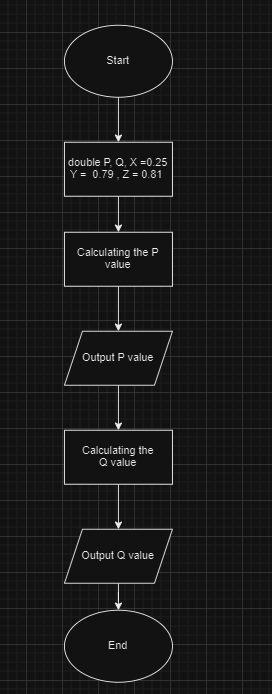 Start
double P, Q, X =0.25
Y =  0.79 , Z = 0.81
Calculating the P
value
Output P value
Calculating the
Q value
Output Q value
End